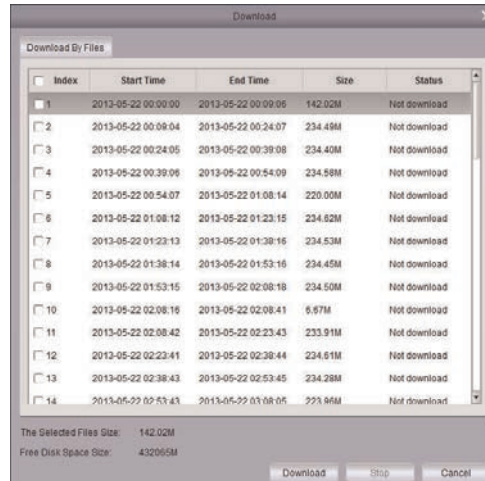 Download
Download By Files
Index Start Time End Time Size Status
1 2013-05-22 00:00:00 2013-05-22 00:09:06 142.02M Not download
2 2013-05-22 00:09:04 2013-05-22 00:24:07 234.49M Not download
3 2013-05-22 00:24:05 2013-05-22 00:39:08 234.40M Not download
4 2013-05-22 00:39:06 2013-05-22 00:54:09 234.58M Not download
5 2013-05-22 00:54:07 2013-05-22 01:08:14 220.00M Not download
6 2013-05-22 01:08:12 2013-05-22 01:23:15 234.62M Not download
7 2013-05-22 01:23:13 2013-05-22 01:38:16 234.53M Not download
8 2013-05-22 01:38:14 2013-05-22 01:53:16 234.45M Not download
9 2013-05-22 01:53:15 2013-05-22 02:08:18 234.50M Not download
10 2013-05-22 02:08:16 2013-05-22 02:08:41 6.67M Not download
11 2013-05-22 02:08:42 2013-05-22 02:23:43 233.91M Not download
12 2013-05-22 02:23:41 2013-05-22 02:38:44 234.61M Not download
13 2013-05-22 02:38:43 2013-05-22 02:53:45 234.28M Not download
14 2013-05-22 02:53:43 2013-05-22 03:08:05 223.96M Not download
The Selected Files Size: 142.02M
Free Disk Space Size: 432065M
Download Stop Cancel